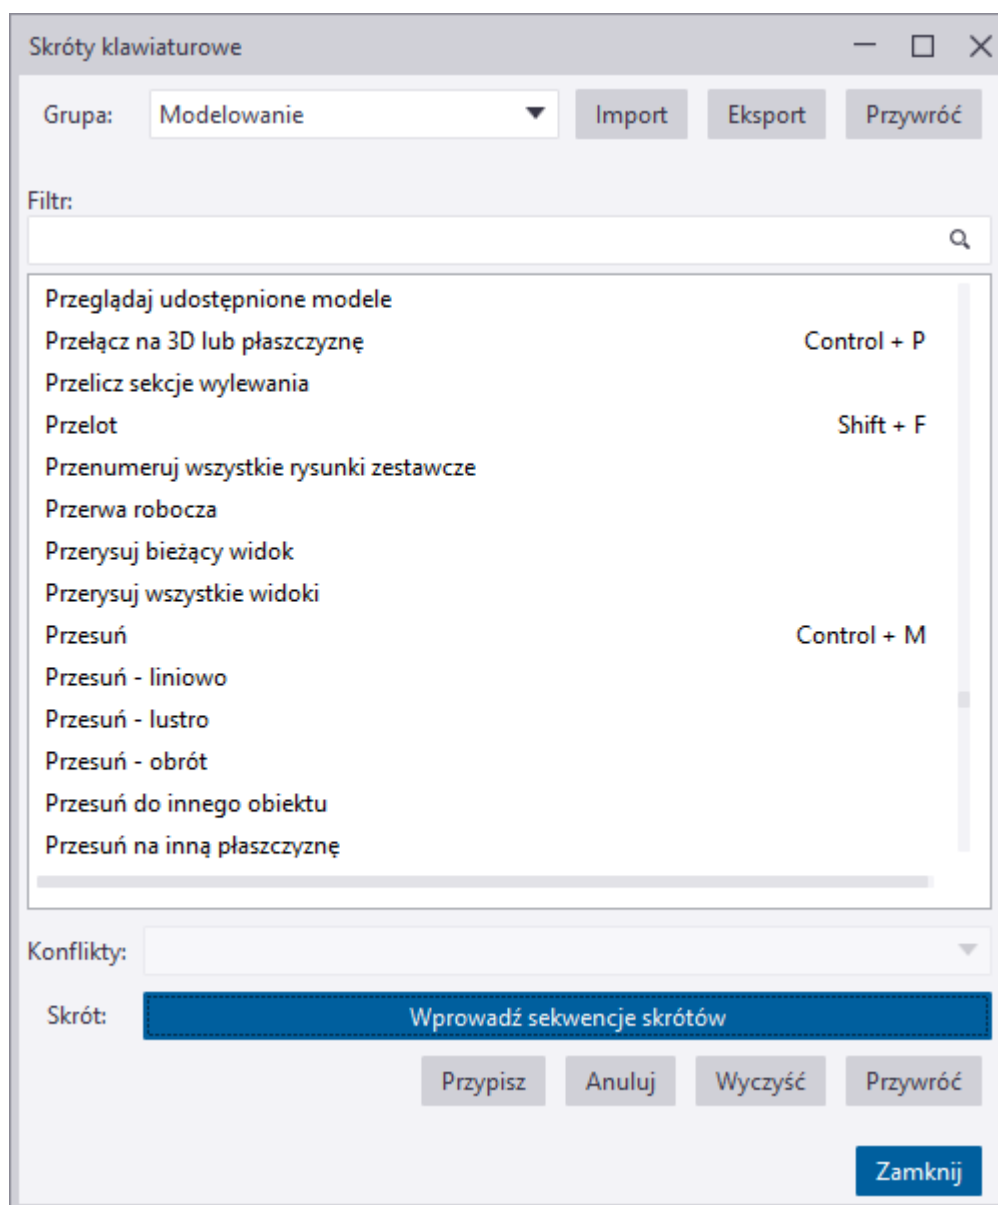 Skróty klawiaturowe
Grupa: Modelowanie Import Eksport Przywróć
Filtr:
Przeglądaj udostępnione modele
Przełącz na 3D lub płaszczyznę Control + P
Przelicz sekcje wylewania
Przelot Shift + F
Przenumeruj wszystkie rysunki zestawcze
Przerwa robocza
Przerysuj bieżący widok
Przerysuj wszystkie widoki
Przesuń Control + M
Przesuń - liniowo
Przesuń - lustro
Przesuń - obrót
Przesuń do innego obiektu
Przesuń na inną płaszczyznę
Konflikty:
Skrót: Wprowadź sekwencje skrótów
Przypisz Anuluj Wyczyść Przywróć
Zamknij